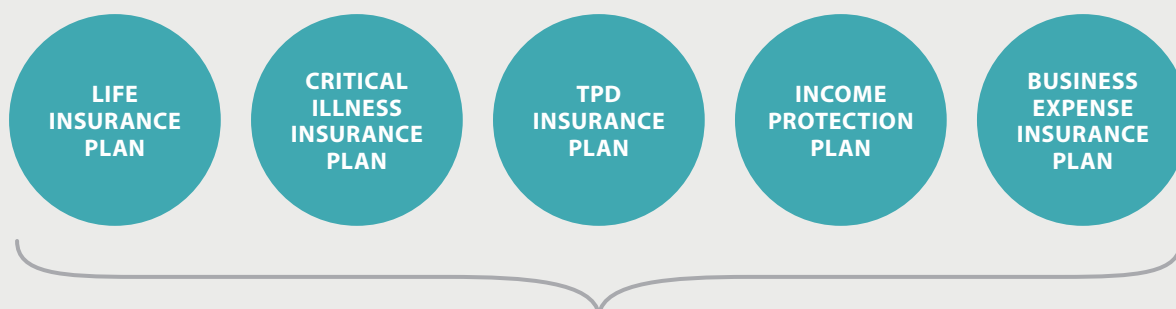 LIFE
INSURANCE
PLAN
CRITICAL
ILLNESS
INSURANCE
PLAN
TPD
INSURANCE
PLAN
INCOME
PROTECTION
PLAN
BUSINESS
EXPENSE
INSURANCE
PLAN